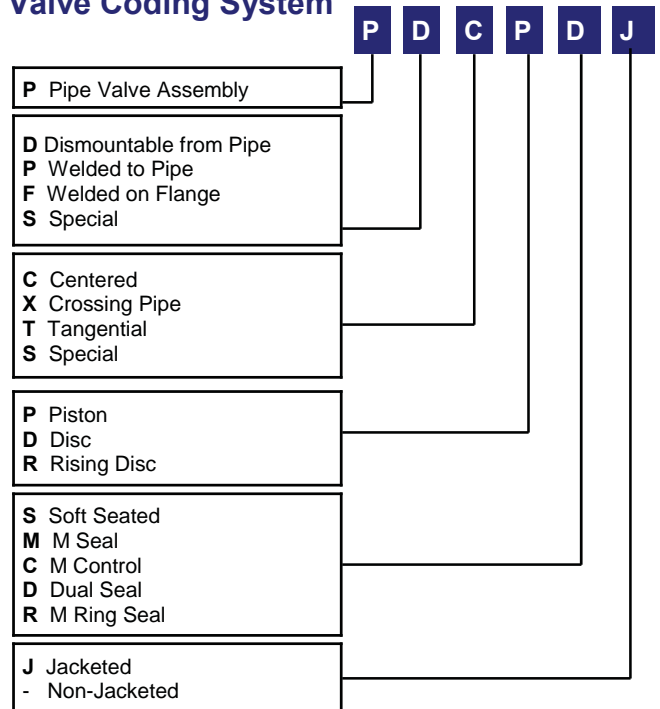 Valve Coding System
P D C P D J
P Pipe Valve Assembly
D Dismountable from Pipe
P Welded to Pipe
F Welded on Flange
S Special
C Centered
X Crossing Pipe
T Tangential
S Special
P Piston
D Disc
R Rising Disc
S Soft Seated
M M Seal
C M Control
D Dual Seal
R M Ring Seal
J Jacketed
- Non-Jacketed